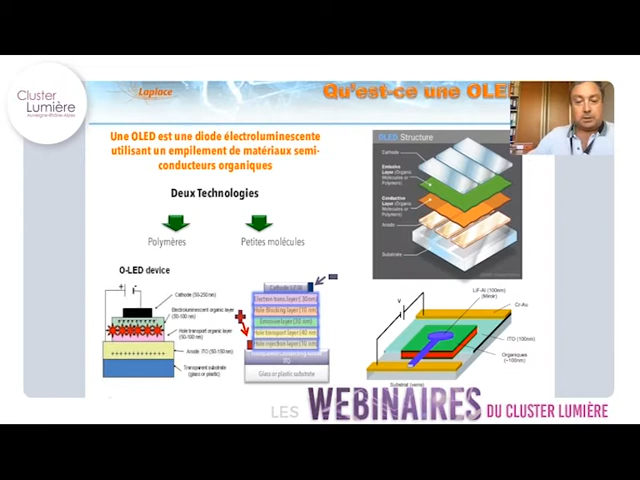 Cluster
Lumière
Auvergne-Rhône-Alpes
Laplace
Qu'est-ce une OLE
Une OLED est une diode électroluminescente
utilisant un empilement de matériaux semi-
conducteurs organiques
Deux Technologies
Polymères
Petites molécules
OLED Structure
Cathode
Emissive
Layer (Organic
Molecules or
Polymers)
Conductive
Layer (Organic
Molecules or
Polymers)
Anode
Substrate
O-LED device
Cathode (50-250 nm)
Electroluminescent organic layer
50-100 nm)
Hole transport organic layer
(50-100 nm)
Anode ITO (50-150 nm)
Transparent substrate
(glass or plastic)
Electron trans. layer (30 nm)
Hole Blocking layer (10 nm)
Emissive layer (20 nm)
Hole transport layer (40 nm)
Hole injection layer (10 nm)
ITO
Glass or plastic substrate
V
LiF-Al (100nm)
(Miroir)
Cr-Au
ITO (100nm)
Organiques
(~100nm)
Substrat (verre)
LES WEBINAIRES DU CLUSTER LUMIÈRE